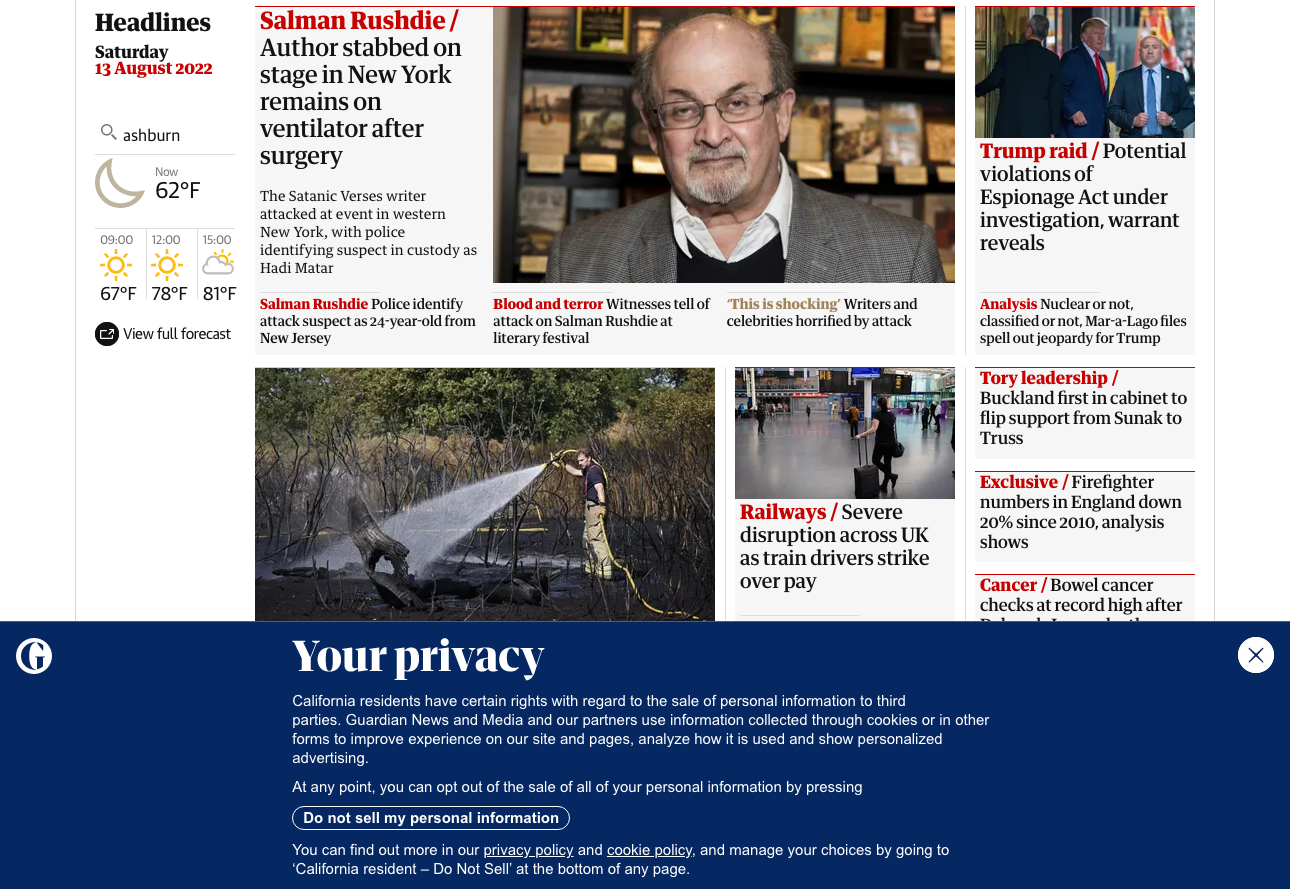 Headlines
Saturday
13 August 2022
ashburn
Now
62°F
09:00
67°F
12:00
78°F
15:00
81°F
View full forecast
Salman Rushdie /
Author stabbed on
stage in New York
remains on
ventilator after
surgery
The Satanic Verses writer
attacked at event in western
New York, with police
identifying suspect in custody as
Hadi Matar
Salman Rushdie Police identify
attack suspect as 24-year-old from
New Jersey
Blood and terror Witnesses tell of
attack on Salman Rushdie at
literary festival
‘This is shocking’ Writers and
celebrities horrified by attack
Trump raid / Potential
violations of
Espionage Act under
investigation, warrant
reveals
Analysis Nuclear or not,
classified or not, Mar-a-Lago files
spell out jeopardy for Trump
Railways / Severe
disruption across UK
as train drivers strike
over pay
Tory leadership /
Buckland first in cabinet to
flip support from Sunak to
Truss
Exclusive / Firefighter
numbers in England down
20% since 2010, analysis
shows
Cancer / Bowel cancer
checks at record high after
Your privacy
California residents have certain rights with regard to the sale of personal information to third
parties. Guardian News and Media and our partners use information collected through cookies or in other
forms to improve experience on our site and pages, analyze how it is used and show personalized
advertising.
At any point, you can opt out of the sale of all of your personal information by pressing
Do not sell my personal information
You can find out more in our privacy policy and cookie policy, and manage your choices by going to
‘California resident – Do Not Sell’ at the bottom of any page.